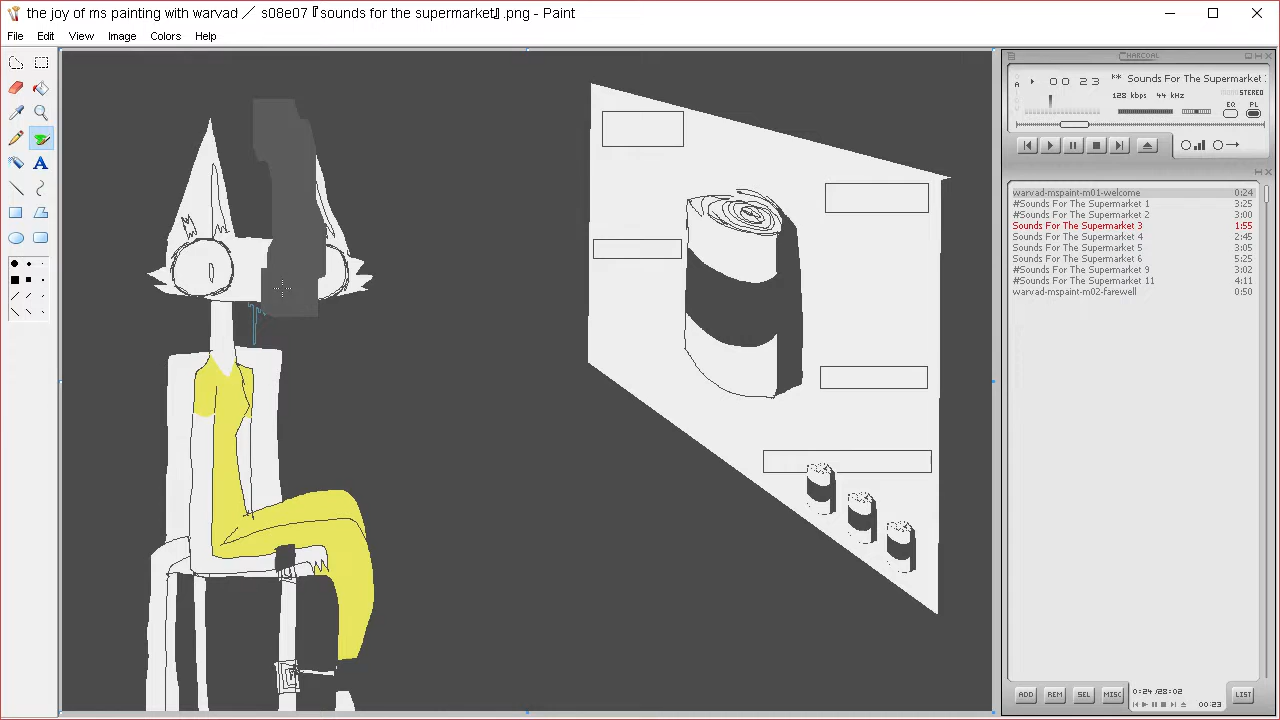 the joy of ms painting with warvad ／ s08e07『sounds for the supermarket』.png - Paint
File Edit View Image Colors Help
CHARCOAL
A 00 23 ** Sounds For The Supermarket
128 kbps 44 kHz STEREO
EQ PL
warvad-mspaint-m01-welcome 0:24
#Sounds For The Supermarket 1 3:25
#Sounds For The Supermarket 2 3:00
Sounds For The Supermarket 3 1:55
Sounds For The Supermarket 4 2:45
Sounds For The Supermarket 5 3:05
Sounds For The Supermarket 6 5:25
#Sounds For The Supermarket 9 3:02
#Sounds For The Supermarket 11 4:11
warvad-mspaint-m02-farewell 0:50
ADD REM SEL MISC 0:24 /28:02 00:23 LIST